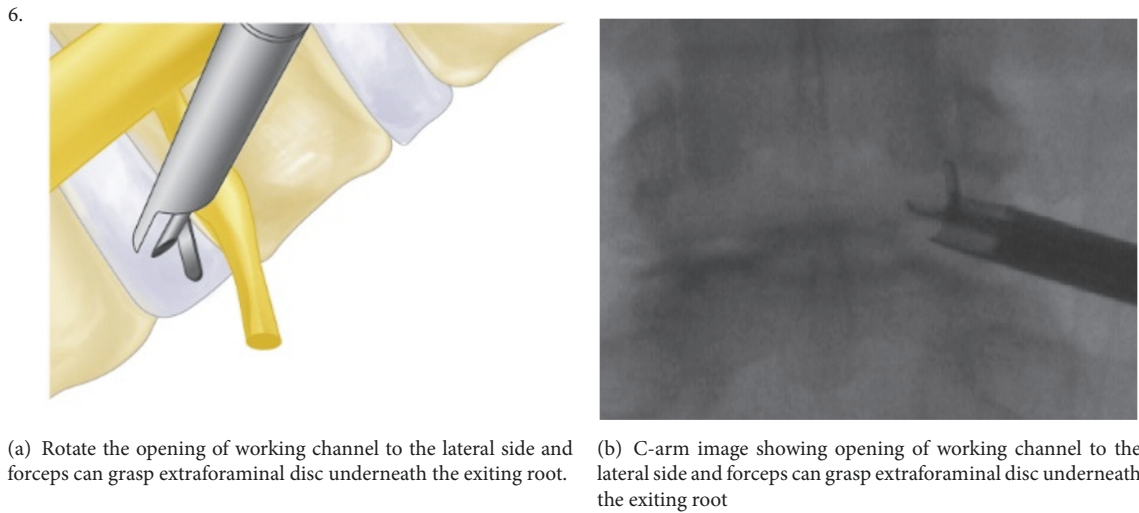 6.
(a) Rotate the opening of working channel to the lateral side and
forceps can grasp extraforaminal disc underneath the exiting root.
(b) C-arm image showing opening of working channel to the
lateral side and forceps can grasp extraforaminal disc underneath
the exiting root